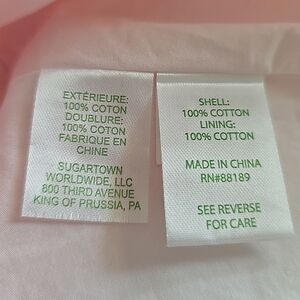 EXTÉRIEURE:
100% COTON
DOUBLURE:
100% COTON
FABRIQUE EN
CHINE
SUGARTOWN
WORLDWIDE, LLC
800 THIRD AVENUE
KING OF PRUSSIA, PA
SHELL:
100% COTTON
LINING:
100% COTTON
MADE IN CHINA
RN#88189
SEE REVERSE
FOR CARE